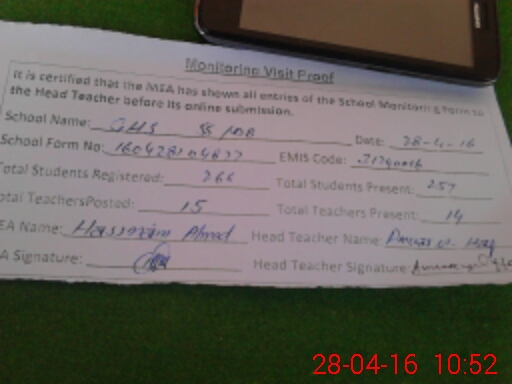 Monitoring Visit Proof
It is certified that the MEA has shown all entries of the School Monitoring Form to
the Head Teacher before its online submission.
School Name: GHS Date: 28-4-16
School Form No: EMIS Code:
Total Students Registered: 266 Total Students Present: 257
Total TeachersPosted: 15 Total Teachers Present: 14
EA Name: Ahmad Head Teacher Name:
A Signature: Head Teacher Signature:
28-04-16 10:52